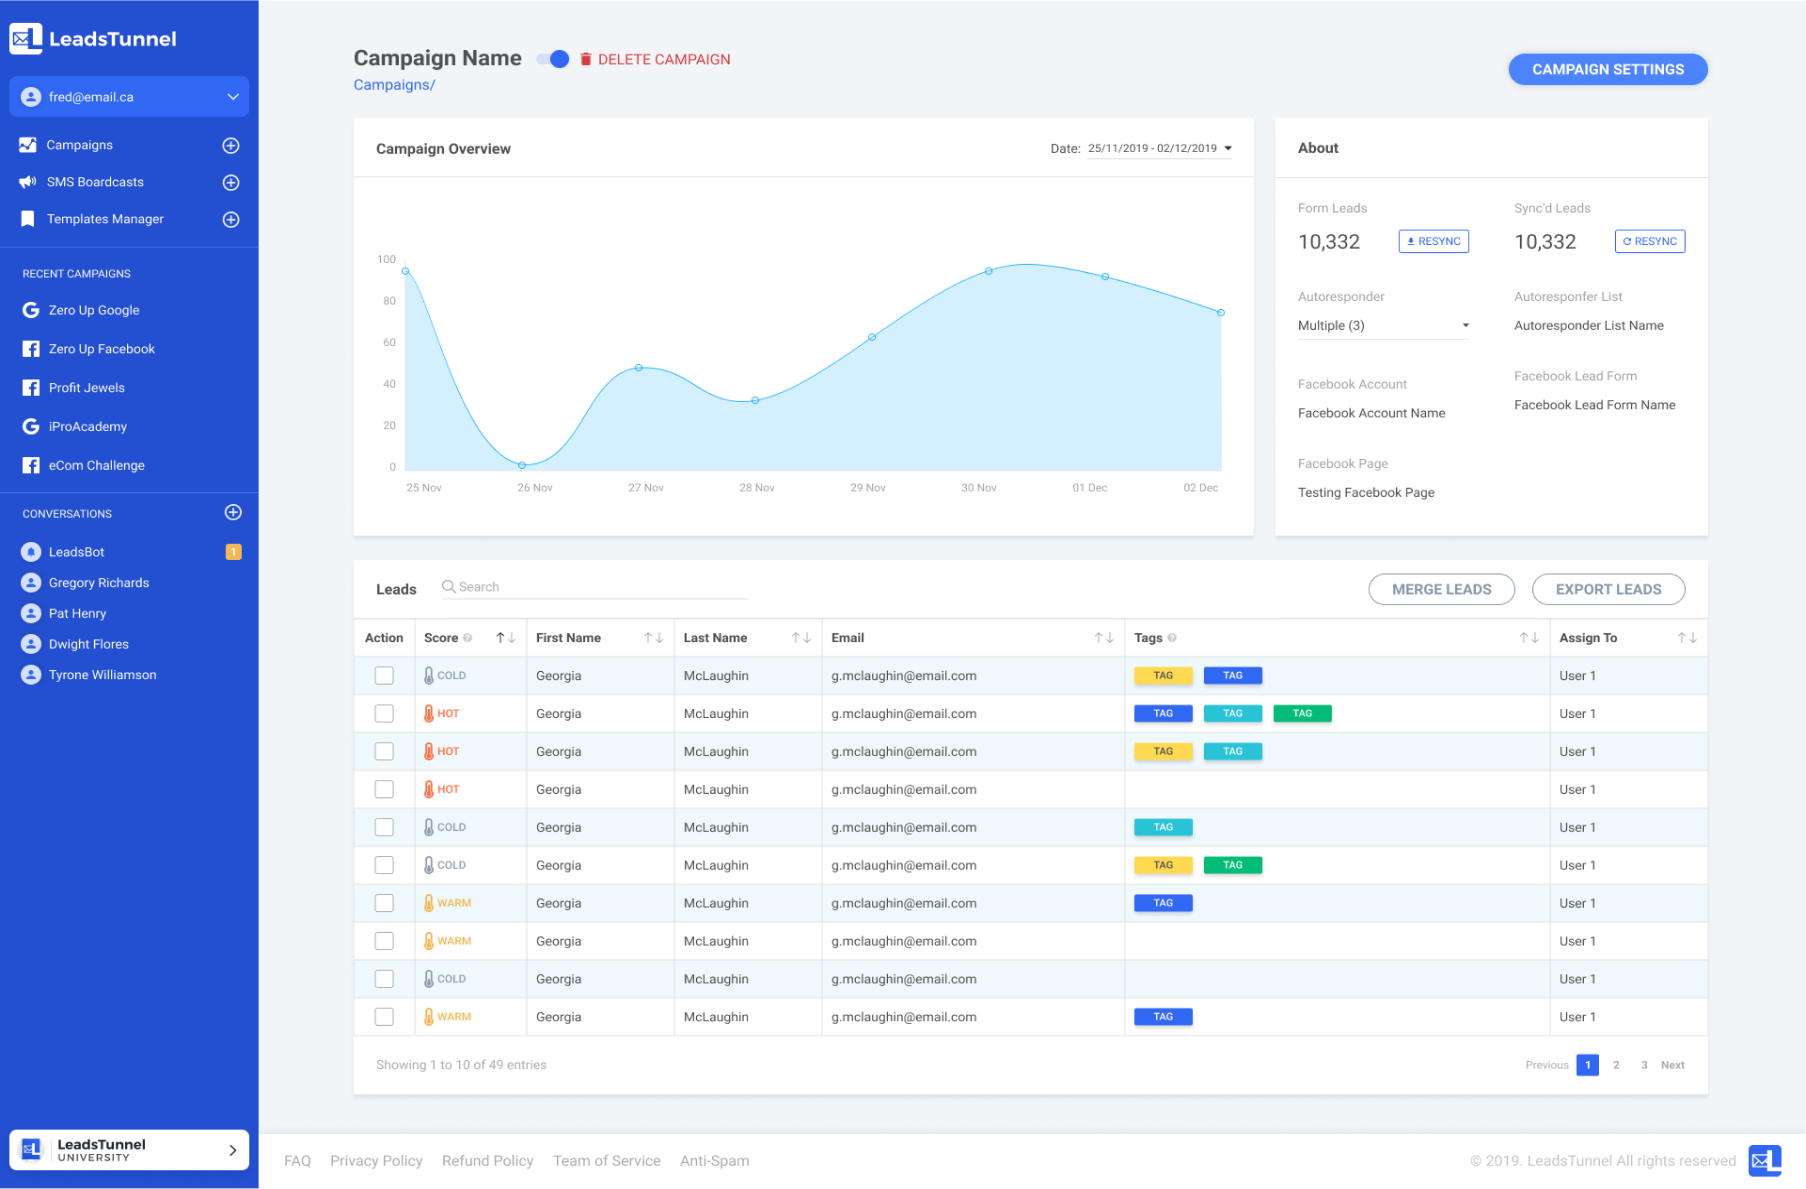 LeadsTunnel
fred@email.ca
Campaigns
SMS Boardcasts
Templates Manager
RECENT CAMPAIGNS
Zero Up Google
Zero Up Facebook
Profit Jewels
iProAcademy
eCom Challenge
CONVERSATIONS
LeadsBot 1
Gregory Richards
Pat Henry
Dwight Flores
Tyrone Williamson
LeadsTunnel
UNIVERSITY
Campaign Name DELETE CAMPAIGN
Campaigns/
CAMPAIGN SETTINGS
Campaign Overview Date: 25/11/2019 - 02/12/2019
100
80
60
40
20
0
25 Nov 26 Nov 27 Nov 28 Nov 29 Nov 30 Nov 01 Dec 02 Dec
About
Form Leads Sync'd Leads
10,332 RESYNC 10,332 RESYNC
Autoresponder Autoresponfer List
Multiple (3) Autoresponder List Name
Facebook Account Facebook Lead Form
Facebook Account Name Facebook Lead Form Name
Facebook Page
Testing Facebook Page
Leads Search MERGE LEADS EXPORT LEADS
Action Score First Name Last Name Email Tags Assign To
COLD Georgia McLaughin g.mclaughin@email.com TAG TAG User 1
HOT Georgia McLaughin g.mclaughin@email.com TAG TAG TAG User 1
HOT Georgia McLaughin g.mclaughin@email.com TAG TAG User 1
HOT Georgia McLaughin g.mclaughin@email.com User 1
COLD Georgia McLaughin g.mclaughin@email.com TAG User 1
COLD Georgia McLaughin g.mclaughin@email.com TAG TAG User 1
WARM Georgia McLaughin g.mclaughin@email.com TAG User 1
WARM Georgia McLaughin g.mclaughin@email.com User 1
COLD Georgia McLaughin g.mclaughin@email.com User 1
WARM Georgia McLaughin g.mclaughin@email.com TAG User 1
Showing 1 to 10 of 49 entries Previous 1 2 3 Next
FAQ Privacy Policy Refund Policy Team of Service Anti-Spam © 2019. LeadsTunnel All rights reserved